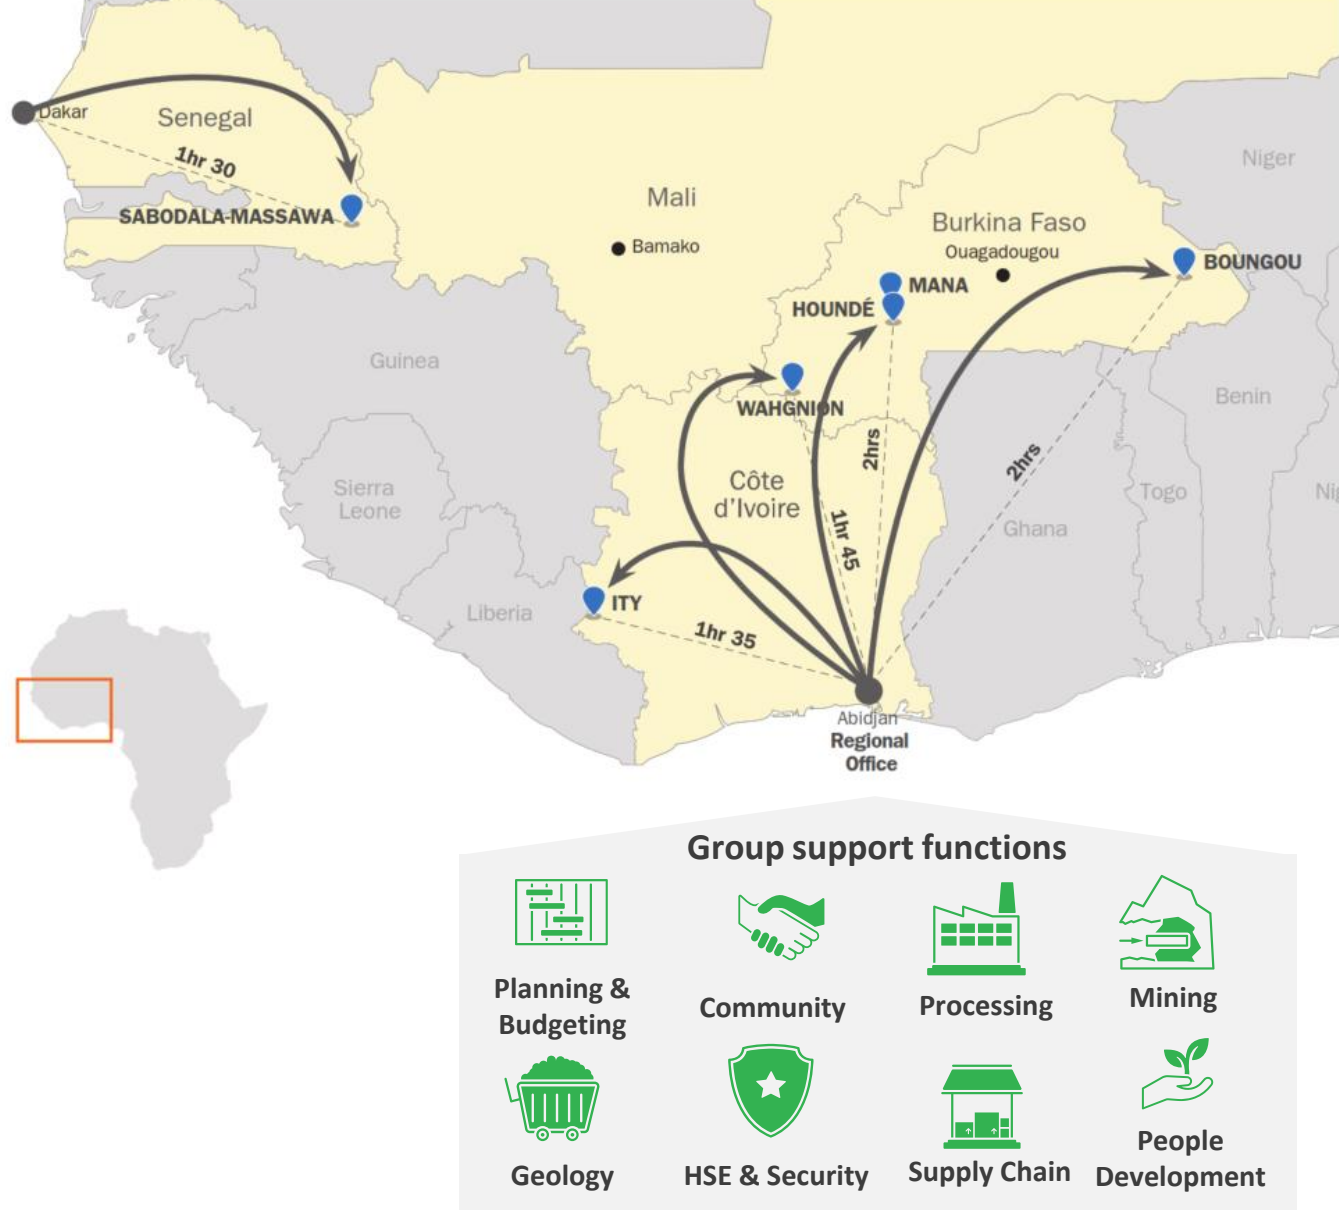 Dakar
Senegal
1hr 30
SABODALA-MASSAWA
Mali
Bamako
Niger
Burkina Faso
Ouagadougou
BOUNGOU
MANA
HOUNDÉ
Guinea
WAHGNION
Benin
2hrs
2hrs
Côte
d'Ivoire
Sierra
Leone
Togo
Ni
Ghana
1hr 45
ITY
Liberia
1hr 35
Abidjan
Regional
Office
Group support functions
Planning &
Budgeting
Community
Processing
Mining
Geology
HSE & Security
Supply Chain
People
Development